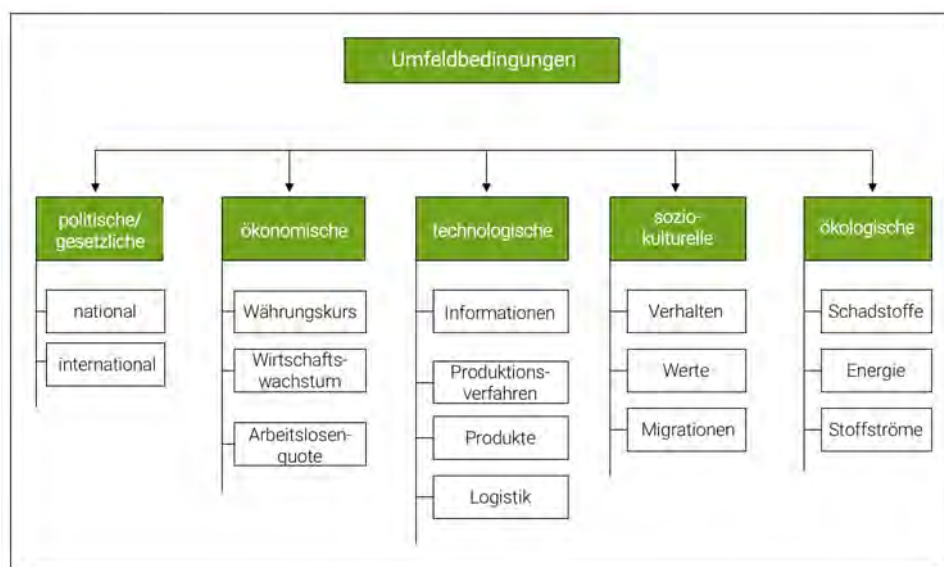 Umfeldbedingungen
politische/
gesetzliche
national
international
ökonomische
Währungskurs
Wirtschafts-
wachstum
Arbeitslosen-
quote
technologische
Informationen
Produktions-
verfahren
Produkte
Logistik
sozio-
kulturelle
Verhalten
Werte
Migrationen
ökologische
Schadstoffe
Energie
Stoffströme